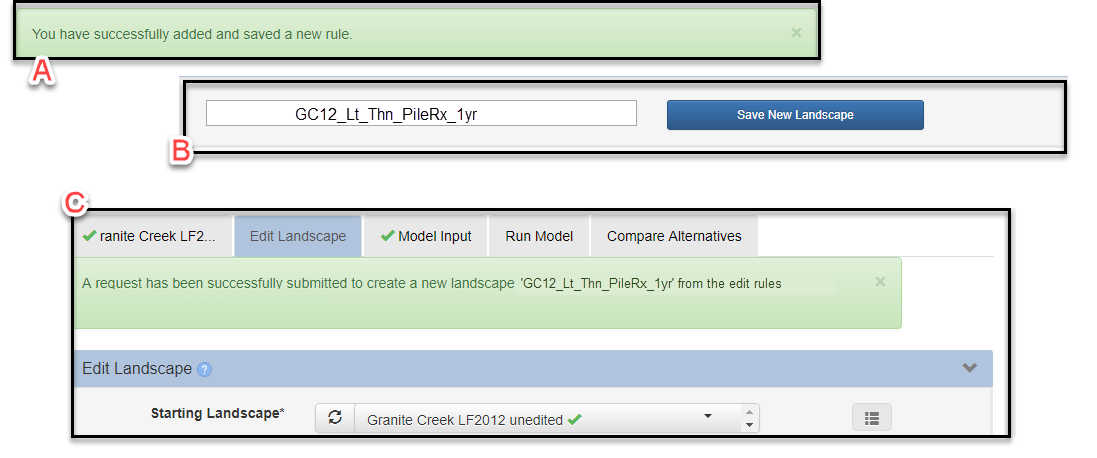 You have successfully added and saved a new rule. ×
A
GC12_Lt_Thn_PileRx_1yr Save New Landscape
B
C
ranite Creek LF2... Edit Landscape Model Input Run Model Compare Alternatives
A request has been successfully submitted to create a new landscape 'GC12_Lt_Thn_PileRx_1yr' from the edit rules ×
Edit Landscape ?
Starting Landscape* Granite Creek LF2012 unedited